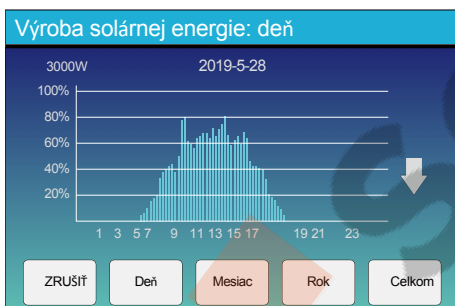 Výroba solárnej energie: deň
3000W 2019-5-28
100%
80%
60%
40%
20%
1 3 5 7 9 11 13 15 17 19 21 23
ZRUŠIŤ Deň Mesiac Rok Celkom